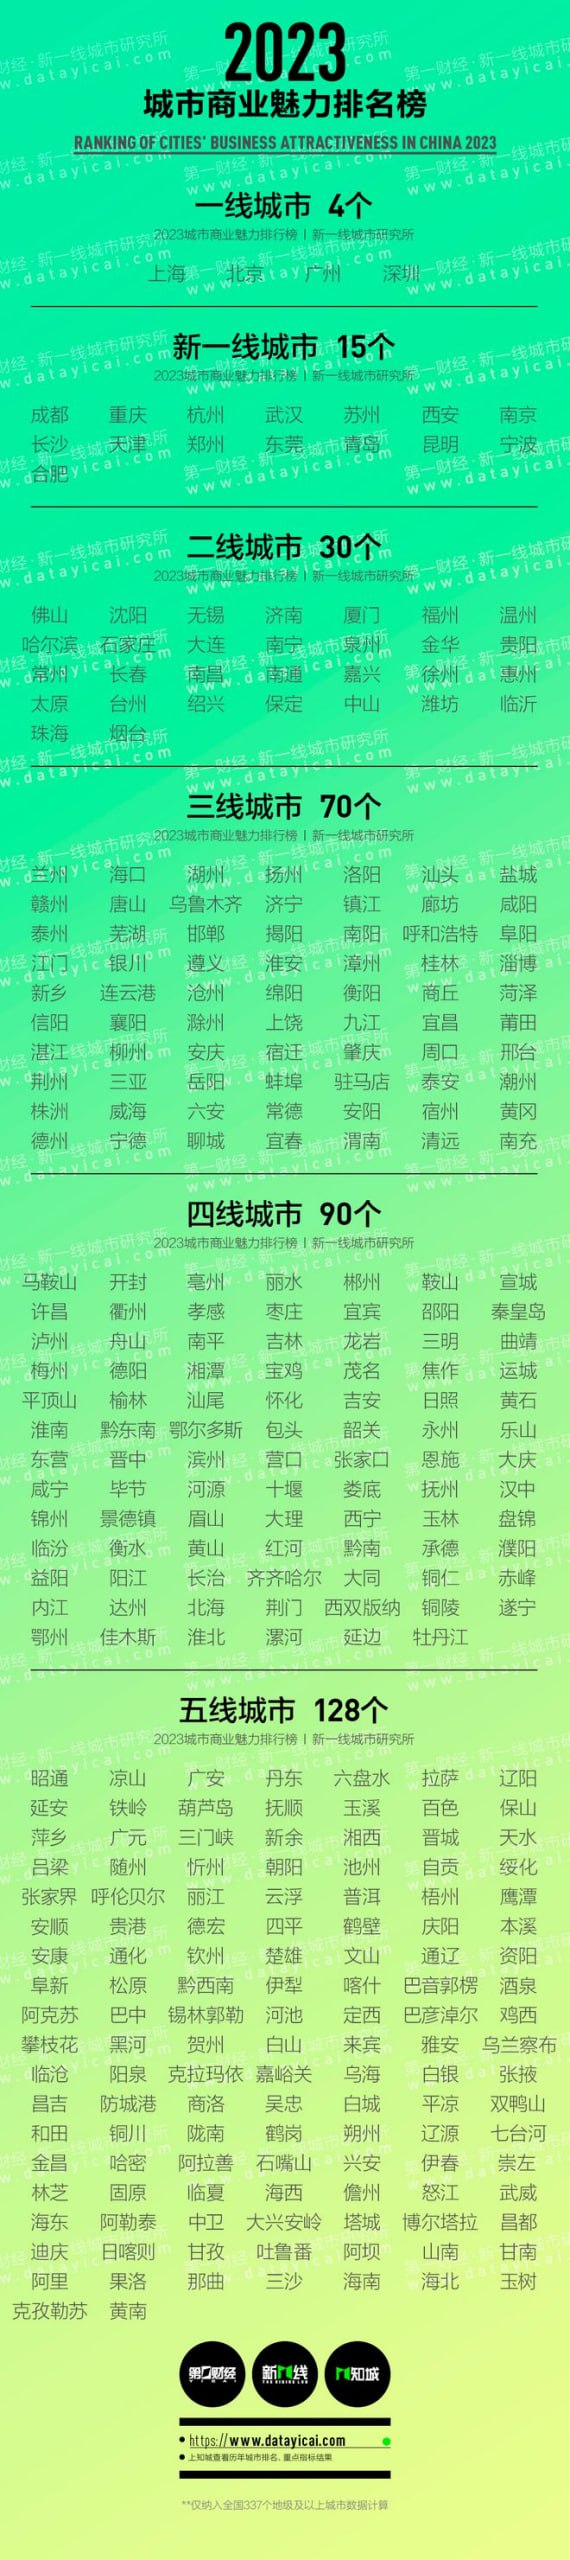 2023
城市商业魅力排名榜
RANKING OF CITIES' BUSINESS ATTRACTIVENESS IN CHINA 2023
一线城市 4个
2023城市商业魅力排行榜 | 新一线城市研究所
上海 北京 广州 深圳
新一线城市 15个
2023城市商业魅力排行榜 | 新一线城市研究所
成都 重庆 杭州 武汉 苏州 西安 南京
长沙 天津 郑州 东莞 青岛 昆明 宁波
合肥
二线城市 30个
2023城市商业魅力排行榜 | 新一线城市研究所
佛山 沈阳 无锡 济南 厦门 福州 温州
哈尔滨 石家庄 大连 南宁 泉州 金华 贵阳
常州 长春 南昌 南通 嘉兴 徐州 惠州
太原 台州 绍兴 保定 中山 潍坊 临沂
珠海 烟台
三线城市 70个
2023城市商业魅力排行榜 | 新一线城市研究所
兰州 海口 湖州 扬州 洛阳 汕头 盐城
赣州 唐山 乌鲁木齐 济宁 镇江 廊坊 咸阳
泰州 芜湖 邯郸 揭阳 南阳 呼和浩特 阜阳
江门 银川 遵义 淮安 漳州 桂林 淄博
新乡 连云港 沧州 绵阳 衡阳 商丘 菏泽
信阳 襄阳 滁州 上饶 九江 宜昌 莆田
湛江 柳州 安庆 宿迁 肇庆 周口 邢台
荆州 三亚 岳阳 蚌埠 驻马店 泰安 潮州
株洲 威海 六安 常德 安阳 宿州 黄冈
德州 宁德 聊城 宜春 渭南 清远 南充
四线城市 90个
2023城市商业魅力排行榜 | 新一线城市研究所
马鞍山 开封 亳州 丽水 郴州 鞍山 宣城
许昌 衢州 孝感 枣庄 宜宾 邵阳 秦皇岛
泸州 舟山 南平 吉林 龙岩 三明 曲靖
梅州 德阳 湘潭 宝鸡 茂名 焦作 运城
平顶山 榆林 汕尾 怀化 吉安 日照 黄石
淮南 黔东南 鄂尔多斯 包头 韶关 永州 乐山
东营 晋中 滨州 营口 张家口 恩施 大庆
咸宁 毕节 河源 十堰 娄底 抚州 汉中
锦州 景德镇 眉山 大理 西宁 玉林 盘锦
临汾 衡水 黄山 红河 黔南 承德 濮阳
益阳 阳江 长治 齐齐哈尔 大同 铜仁 赤峰
内江 达州 北海 荆门 西双版纳 铜陵 遂宁
鄂州 佳木斯 淮北 漯河 延边 牡丹江
五线城市 128个
2023城市商业魅力排行榜 | 新一线城市研究所
昭通 凉山 广安 丹东 六盘水 拉萨 辽阳
延安 铁岭 葫芦岛 抚顺 玉溪 百色 保山
萍乡 广元 三门峡 新余 湘西 晋城 天水
吕梁 随州 忻州 朝阳 池州 自贡 绥化
张家界 呼伦贝尔 丽江 云浮 普洱 梧州 鹰潭
安顺 贵港 德宏 四平 鹤壁 庆阳 本溪
安康 通化 钦州 楚雄 文山 通辽 资阳
阜新 松原 黔西南 伊犁 喀什 巴音郭楞 酒泉
阿克苏 巴中 锡林郭勒 河池 定西 巴彦淖尔 鸡西
攀枝花 黑河 贺州 白山 来宾 雅安 乌兰察布
临沧 阳泉 克拉玛依 嘉峪关 乌海 白银 张掖
昌吉 防城港 商洛 吴忠 白城 平凉 双鸭山
和田 铜川 陇南 鹤岗 朔州 辽源 七台河
金昌 哈密 阿拉善 石嘴山 兴安 伊春 崇左
林芝 固原 临夏 海西 儋州 怒江 武威
海东 阿勒泰 中卫 大兴安岭 塔城 博尔塔拉 昌都
迪庆 日喀则 甘孜 吐鲁番 阿坝 山南 甘南
阿里 果洛 那曲 三沙 海南 海北 玉树
克孜勒苏 黄南
第一财经 YICAI 新一线 THE RISING LAB 知城
https://www.datayicai.com
上知城查看历年城市排名、重点指标结果
**仅纳入全国337个地级及以上城市数据计算
第一财经·新一线城市研究所
www.datayicai.com